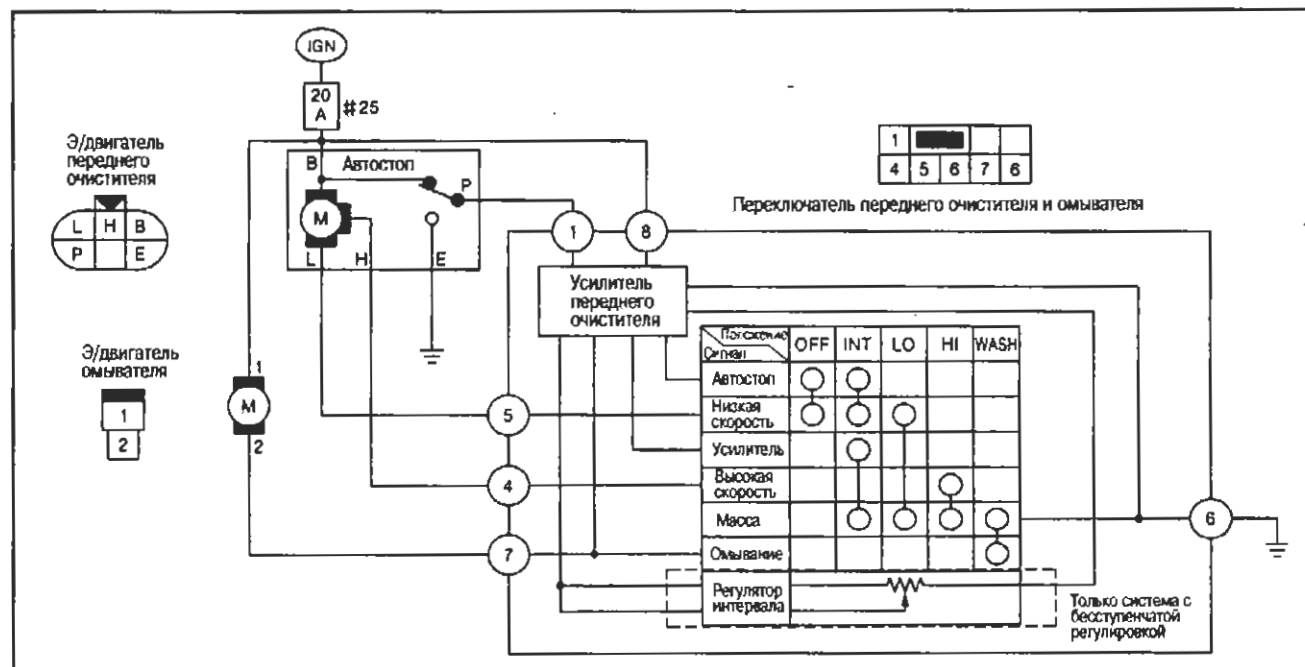 IGN
20
A
#25
Э/двигатель
переднего
очистителя
L H B
P E
B Автостоп
P
M
L H E
1 8
1
4 5 6 7 6
Переключатель переднего очистителя и омывателя
Усилитель
переднего
очистителя
Э/двигатель
омывателя
1
2
1
M
2
5
4
7
6
Положение
Сигнал
OFF INT LO HI WASH
Автостоп
Низкая
скорость
Усилитель
Высокая
скорость
Масса
Омывание
Регулятор
интервала
Только система с
бесступенчатой
регулировкой